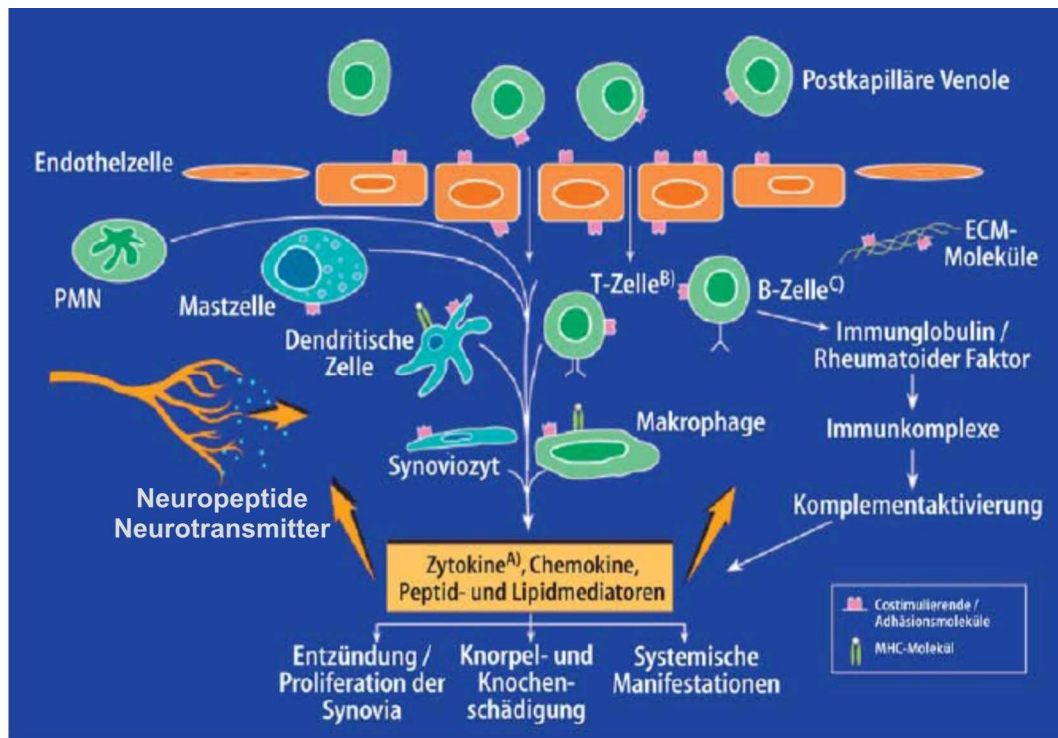 Postkapilläre Venole
Endothelzelle
ECM-
Moleküle
PMN
Mastzelle
T-Zelle B)
B-Zelle C)
Dendritische
Zelle
Immunglobulin /
Rheumatoider Faktor
Makrophage
Immunkomplexe
Synoviozyt
Neuropeptide
Neurotransmitter
Komplementaktivierung
Zytokine A), Chemokine,
Peptid- und Lipidmediatoren
Costimulierende /
Adhäsionsmoleküle
MHC-Molekül
Entzündung /
Proliferation der
Synovia
Knorpel- und
Knochen-
schädigung
Systemische
Manifestationen